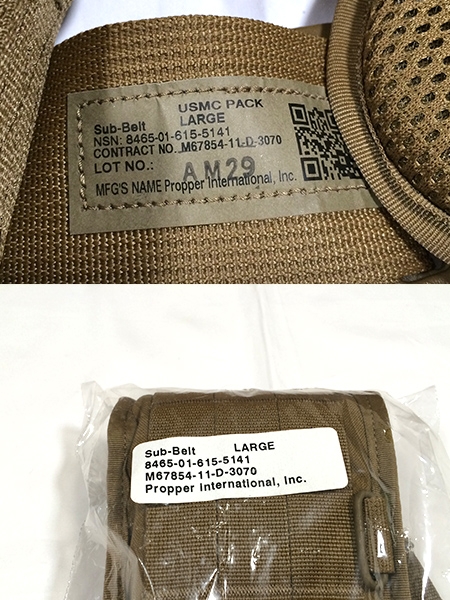 USMC PACK
Sub-Belt LARGE
NSN: 8465-01-615-5141
CONTRACT NO. M67854-11-D-3070
LOT NO.: AM29
MFG'S NAME Propper International, Inc.
Sub-Belt LARGE
8465-01-615-5141
M67854-11-D-3070
Propper International, Inc.